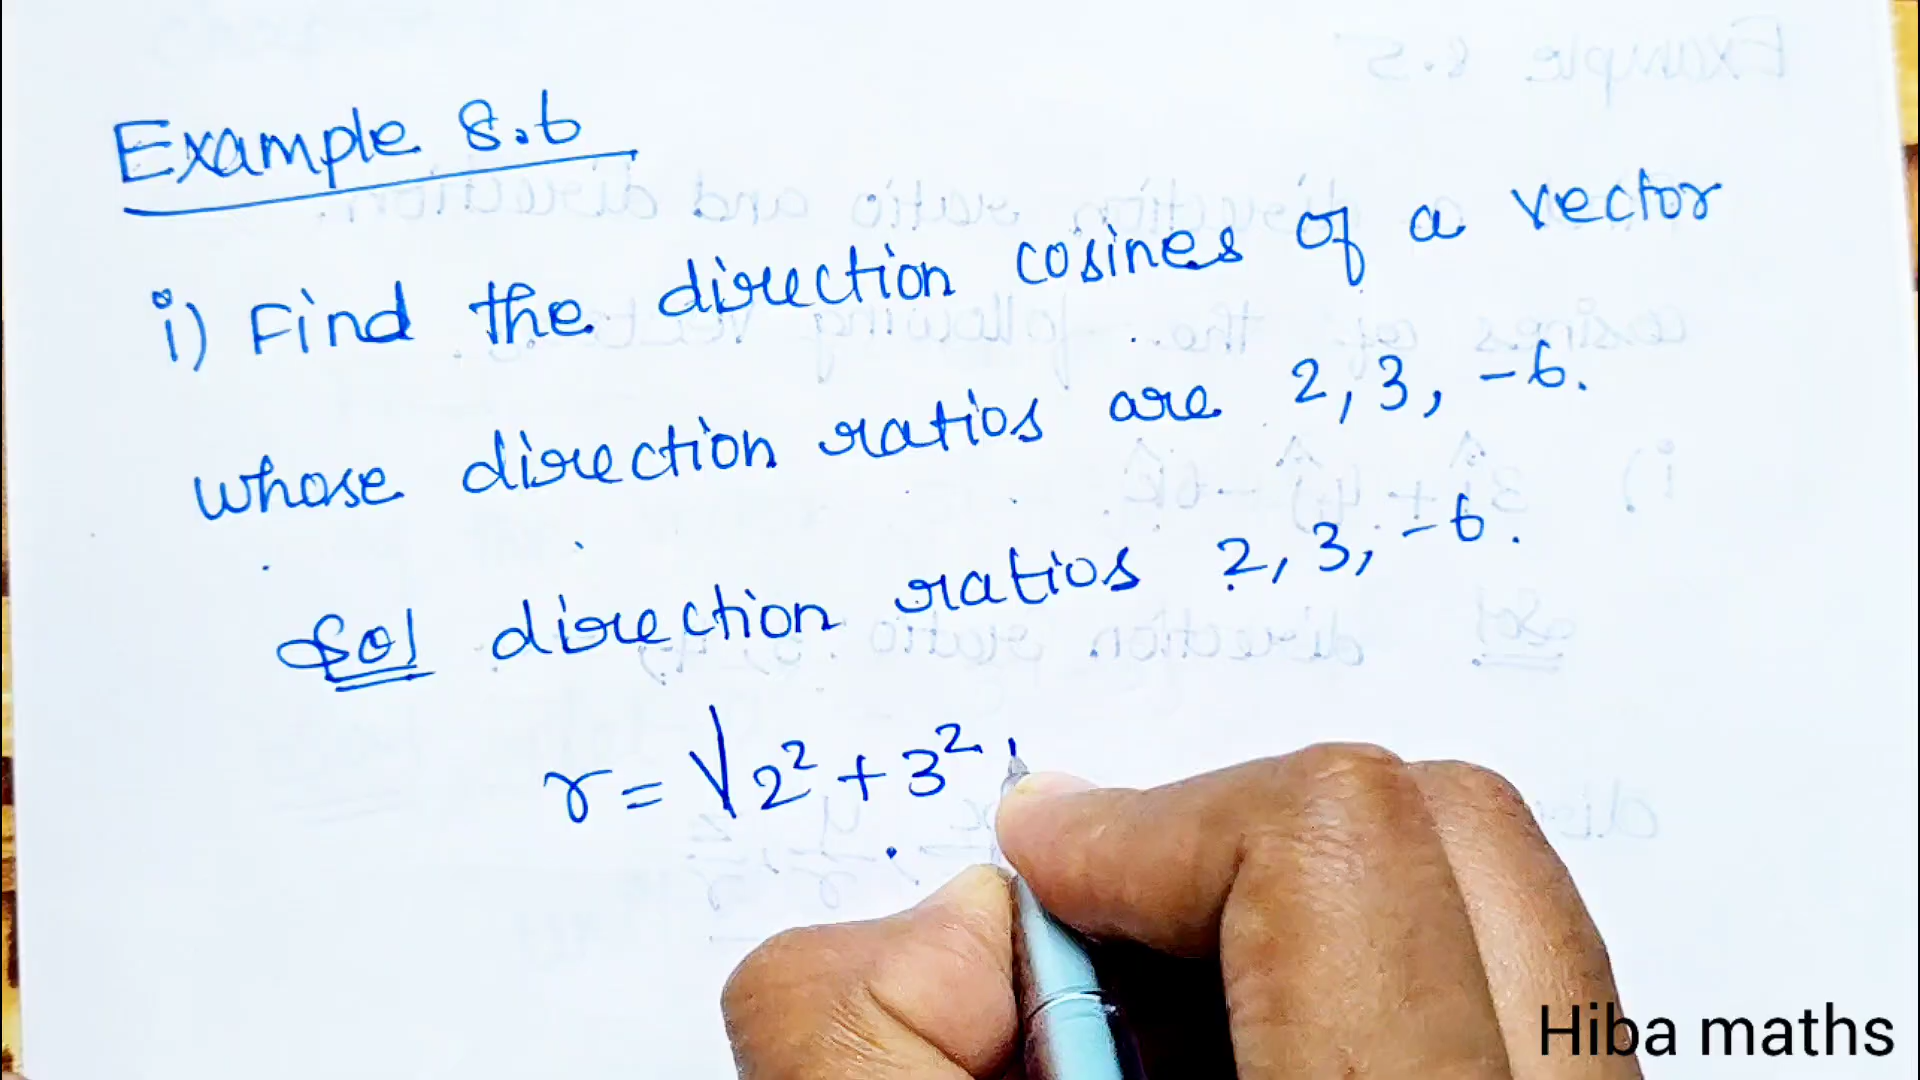 Example 8.6
i) Find the direction cosines of a vector
whose direction ratios are 2, 3, -6.
Sol direction ratios 2, 3, -6.
r = √2² + 3²
Hiba maths